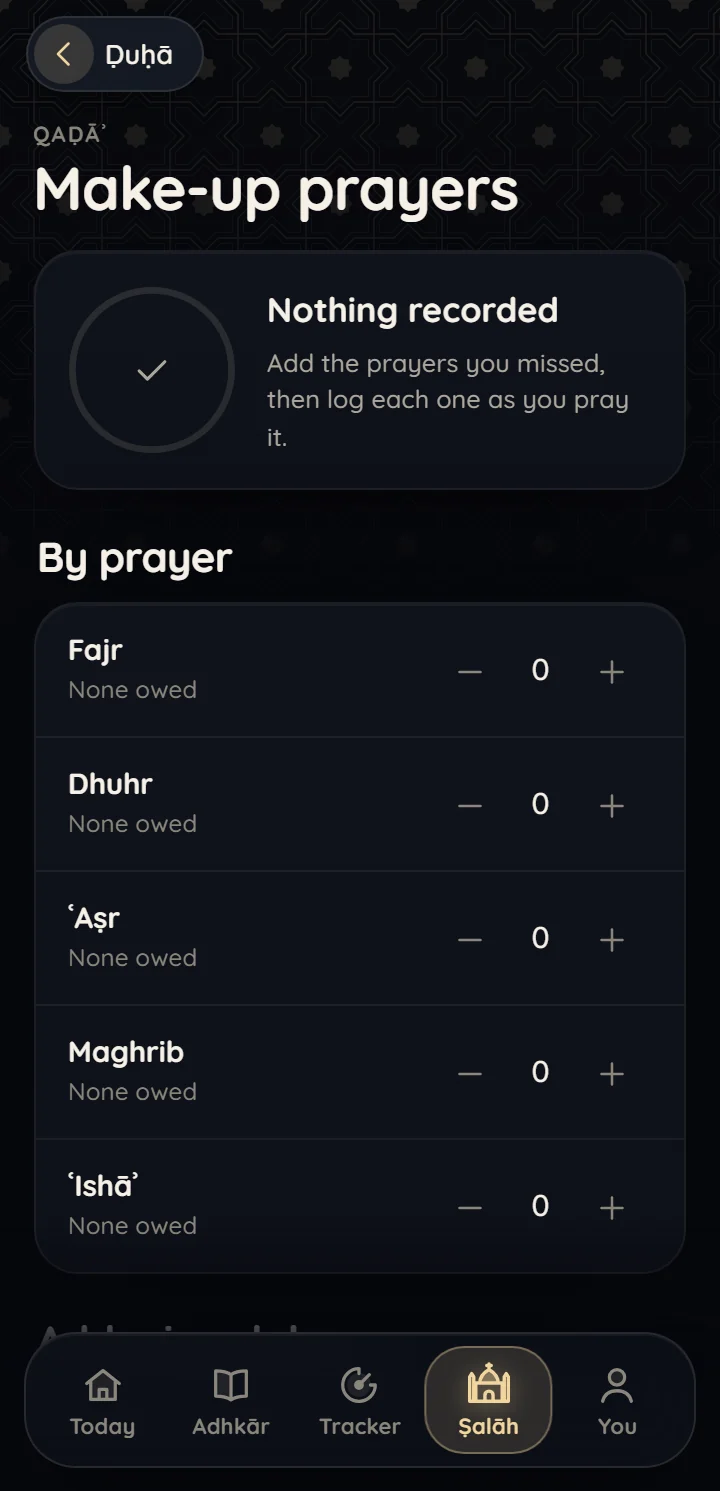 Ḍuḥā
QAḌĀʾ
Make-up prayers
Nothing recorded
Add the prayers you missed,
then log each one as you pray
it.
By prayer
Fajr
None owed
0
Dhuhr
None owed
0
ʿAṣr
None owed
0
Maghrib
None owed
0
ʿIshāʾ
None owed
0
Today
Adhkār
Tracker
Ṣalāh
You